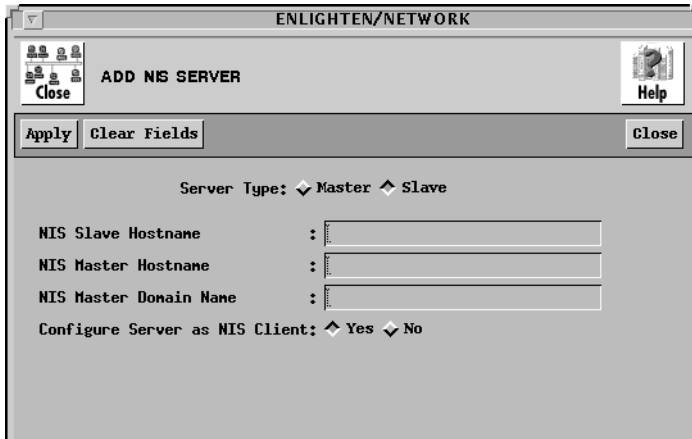 ENLIGHTEN/NETWORK
Close
ADD NIS SERVER
Help
Apply Clear Fields Close
Server Type: Master Slave
NIS Slave Hostname :
NIS Master Hostname :
NIS Master Domain Name :
Configure Server as NIS Client: Yes No